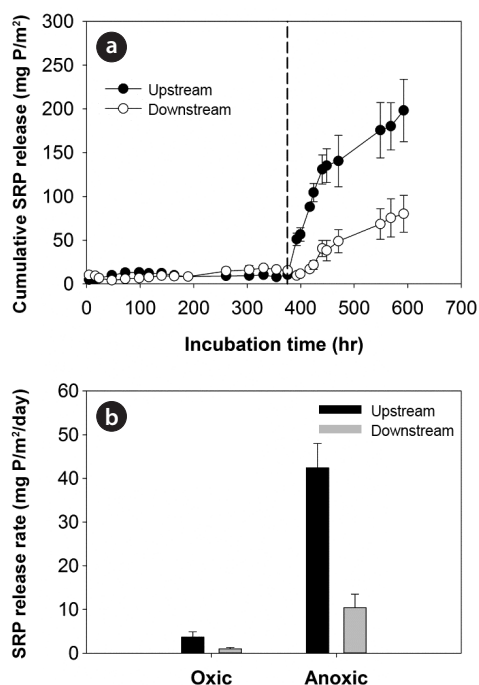 Cumulative SRP release (mg P/m²)
300
250
200
150
100
50
0
a
Upstream
Downstream
0 100 200 300 400 500 600 700
Incubation time (hr)
SRP release rate (mg P/m²/day)
60
50
40
30
20
10
0
b
Upstream
Downstream
Oxic Anoxic